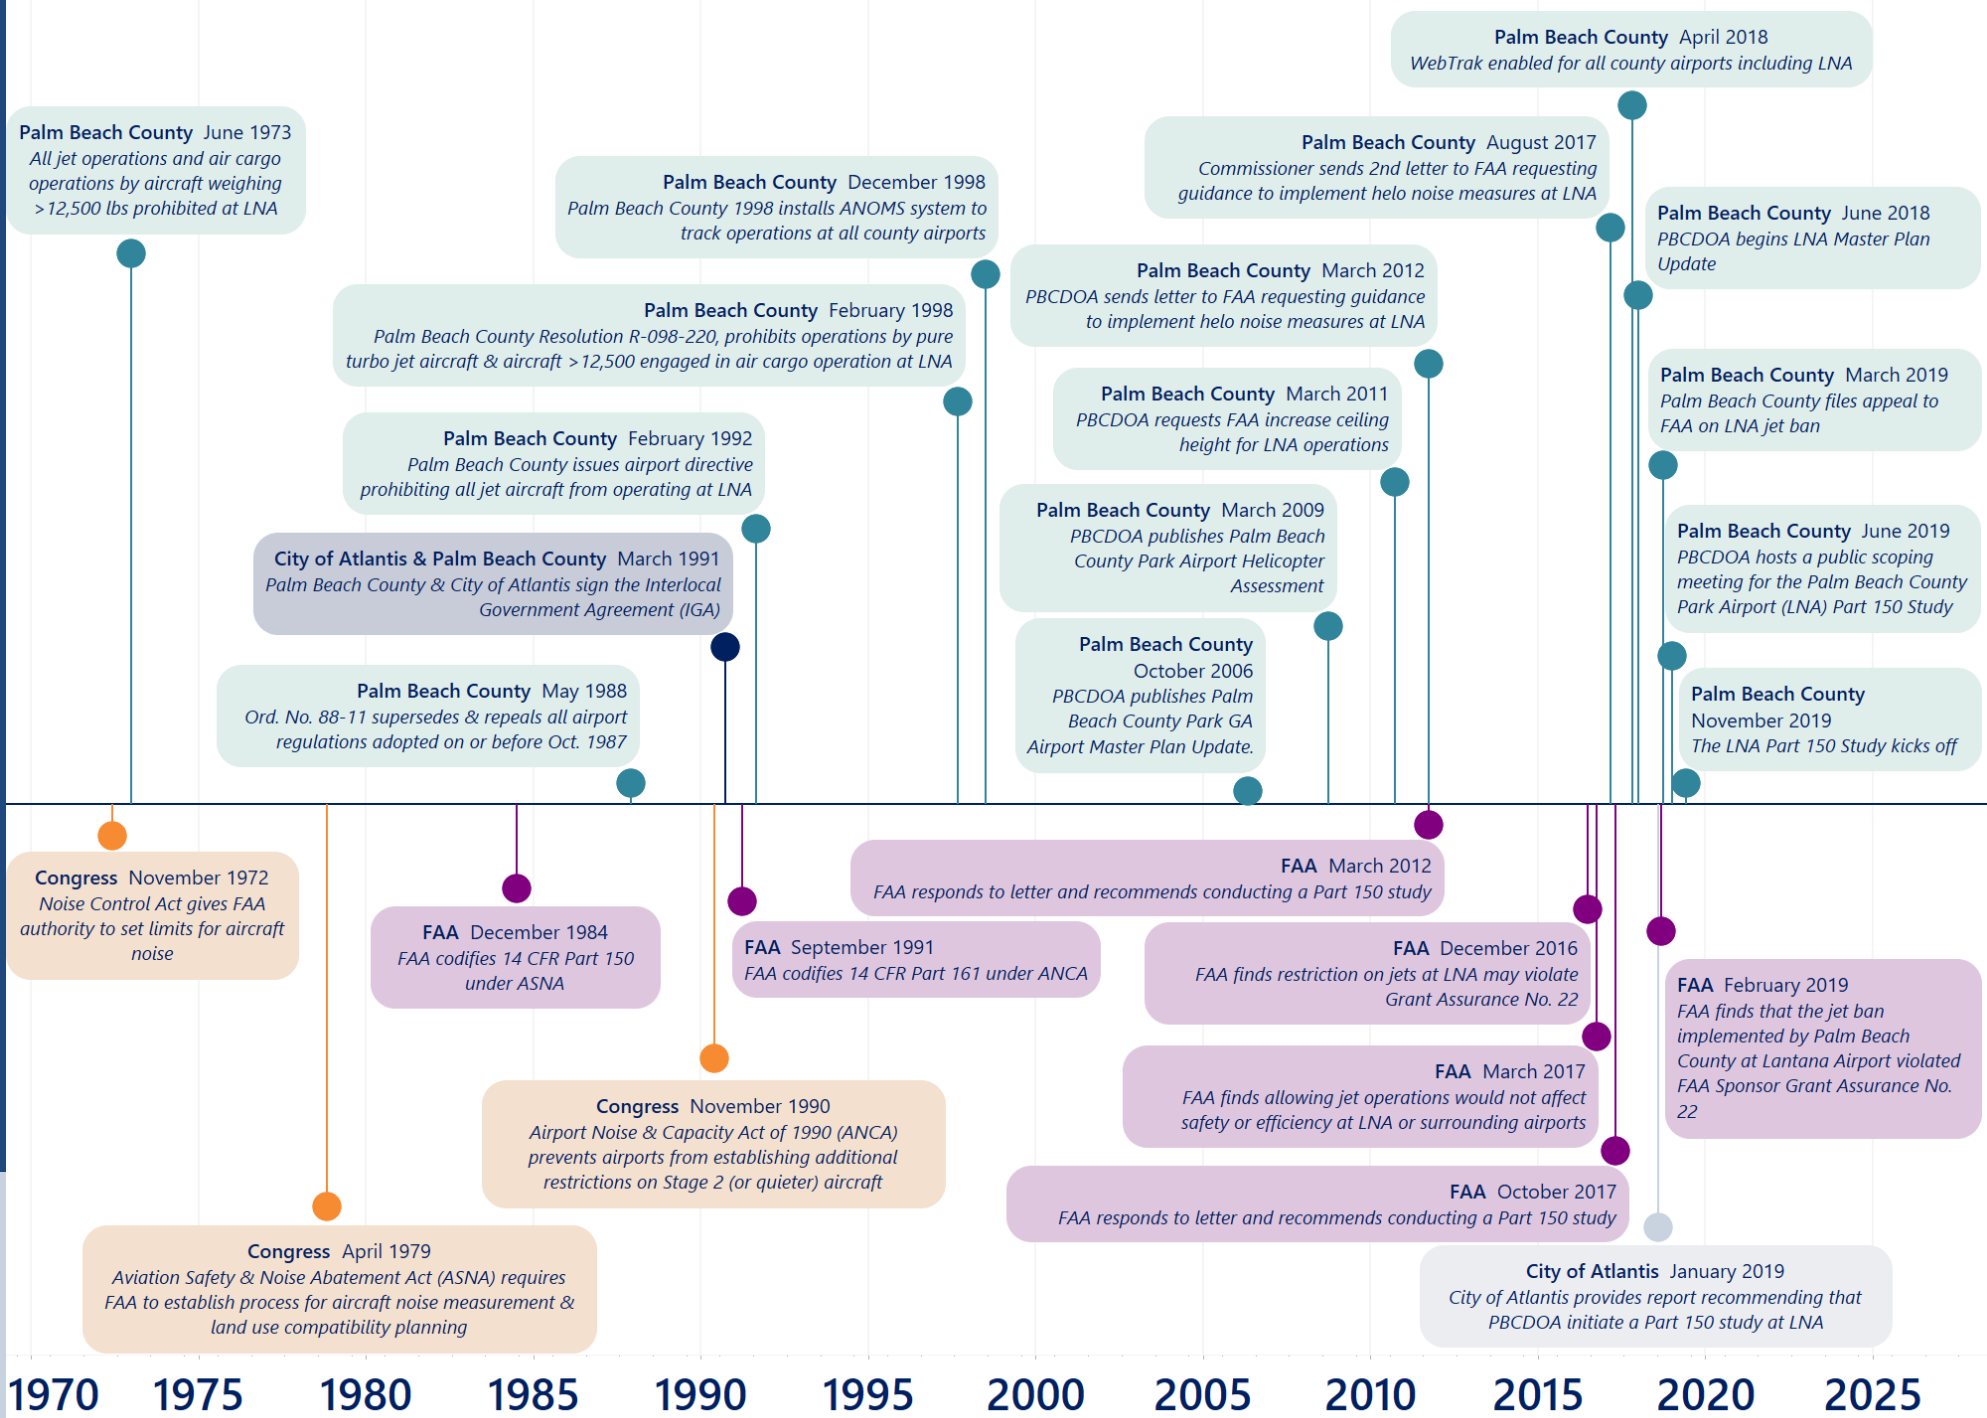 Palm Beach County April 2018
WebTrak enabled for all county airports including LNA
Palm Beach County June 1973
All jet operations and air cargo
operations by aircraft weighing
>12,500 lbs prohibited at LNA
Palm Beach County August 2017
Commissioner sends 2nd letter to FAA requesting
guidance to implement helo noise measures at LNA
Palm Beach County December 1998
Palm Beach County 1998 installs ANOMS system to
track operations at all county airports
Palm Beach County June 2018
PBCDOA begins LNA Master Plan
Update
Palm Beach County March 2012
PBCDOA sends letter to FAA requesting guidance
to implement helo noise measures at LNA
Palm Beach County February 1998
Palm Beach County Resolution R-098-220, prohibits operations by pure
turbo jet aircraft & aircraft >12,500 engaged in air cargo operation at LNA
Palm Beach County March 2019
Palm Beach County files appeal to
FAA on LNA jet ban
Palm Beach County March 2011
PBCDOA requests FAA increase ceiling
height for LNA operations
Palm Beach County February 1992
Palm Beach County issues airport directive
prohibiting all jet aircraft from operating at LNA
Palm Beach County March 2009
PBCDOA publishes Palm Beach
County Park Airport Helicopter
Assessment
Palm Beach County June 2019
PBCDOA hosts a public scoping
meeting for the Palm Beach County
Park Airport (LNA) Part 150 Study
City of Atlantis & Palm Beach County March 1991
Palm Beach County & City of Atlantis sign the Interlocal
Government Agreement (IGA)
Palm Beach County
October 2006
PBCDOA publishes Palm
Beach County Park GA
Airport Master Plan Update.
Palm Beach County May 1988
Ord. No. 88-11 supersedes & repeals all airport
regulations adopted on or before Oct. 1987
Palm Beach County
November 2019
The LNA Part 150 Study kicks off
Congress November 1972
Noise Control Act gives FAA
authority to set limits for aircraft
noise
FAA March 2012
FAA responds to letter and recommends conducting a Part 150 study
FAA December 1984
FAA codifies 14 CFR Part 150
under ASNA
FAA September 1991
FAA codifies 14 CFR Part 161 under ANCA
FAA December 2016
FAA finds restriction on jets at LNA may violate
Grant Assurance No. 22
FAA February 2019
FAA finds that the jet ban
implemented by Palm Beach
County at Lantana Airport violated
FAA Sponsor Grant Assurance No.
22
FAA March 2017
FAA finds allowing jet operations would not affect
safety or efficiency at LNA or surrounding airports
Congress November 1990
Airport Noise & Capacity Act of 1990 (ANCA)
prevents airports from establishing additional
restrictions on Stage 2 (or quieter) aircraft
FAA October 2017
FAA responds to letter and recommends conducting a Part 150 study
Congress April 1979
Aviation Safety & Noise Abatement Act (ASNA) requires
FAA to establish process for aircraft noise measurement &
land use compatibility planning
City of Atlantis January 2019
City of Atlantis provides report recommending that
PBCDOA initiate a Part 150 study at LNA
1970 1975 1980 1985 1990 1995 2000 2005 2010 2015 2020 2025